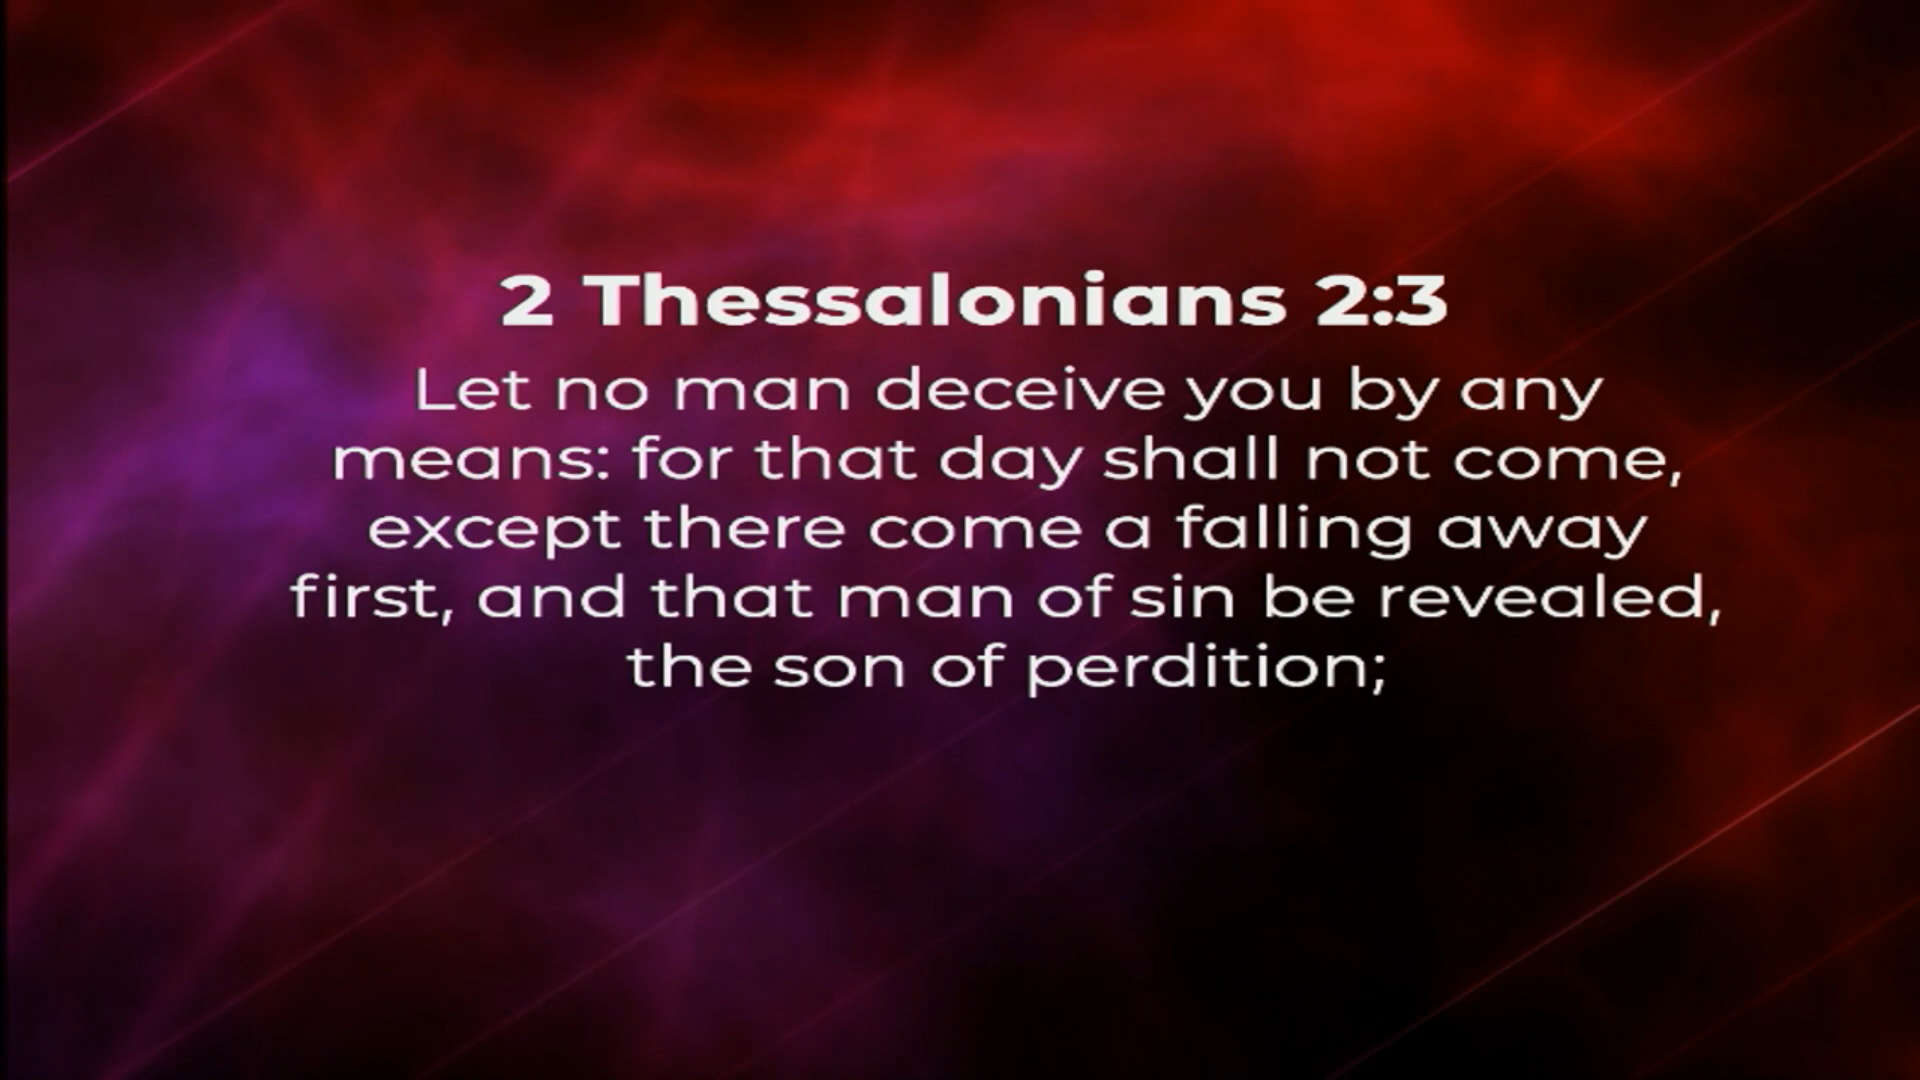 2 Thessalonians 2:3
Let no man deceive you by any
means: for that day shall not come,
except there come a falling away
first, and that man of sin be revealed,
the son of perdition;